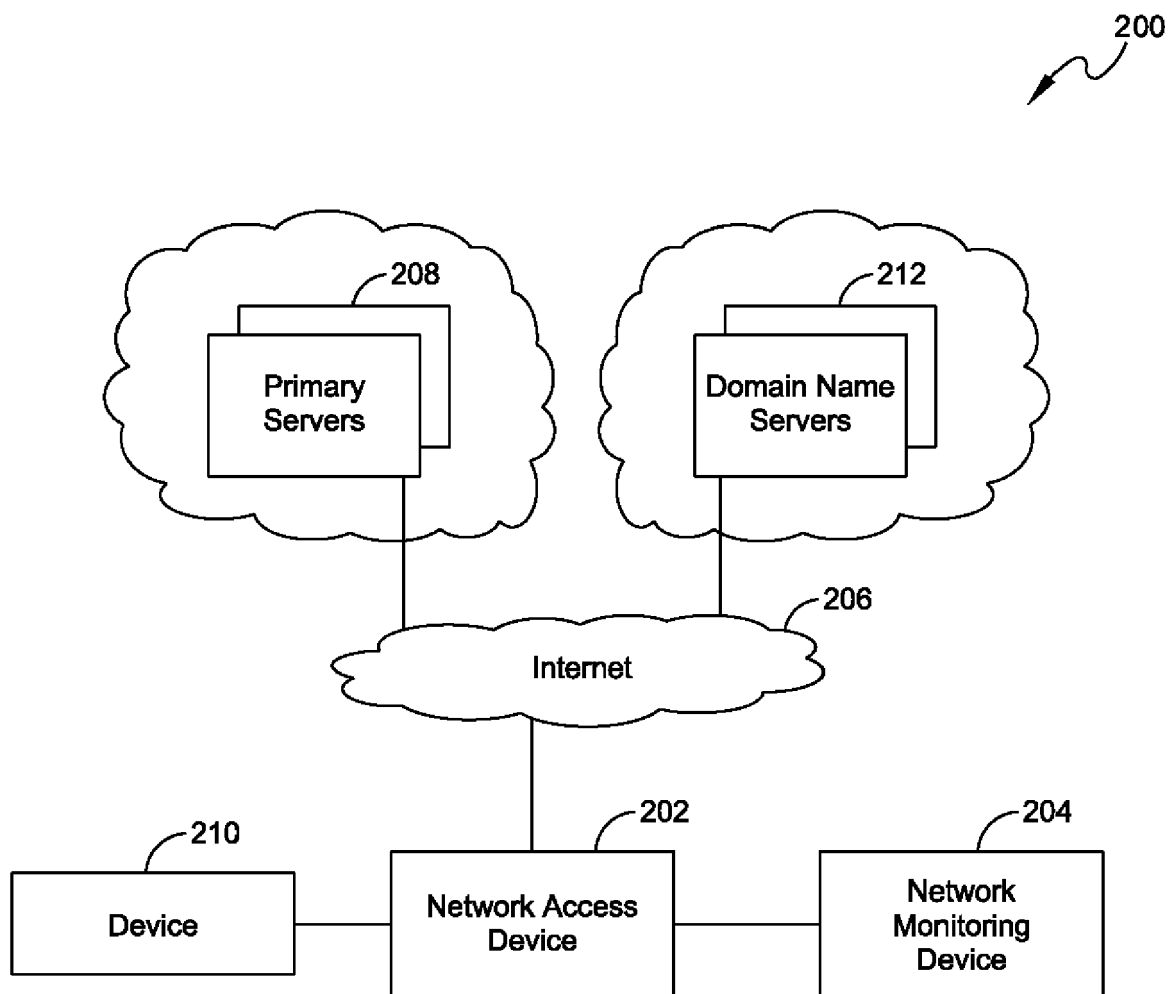 200
208
212
Primary
Servers
Domain Name
Servers
206
Internet
210
202
204
Device
Network Access
Device
Network
Monitoring
Device